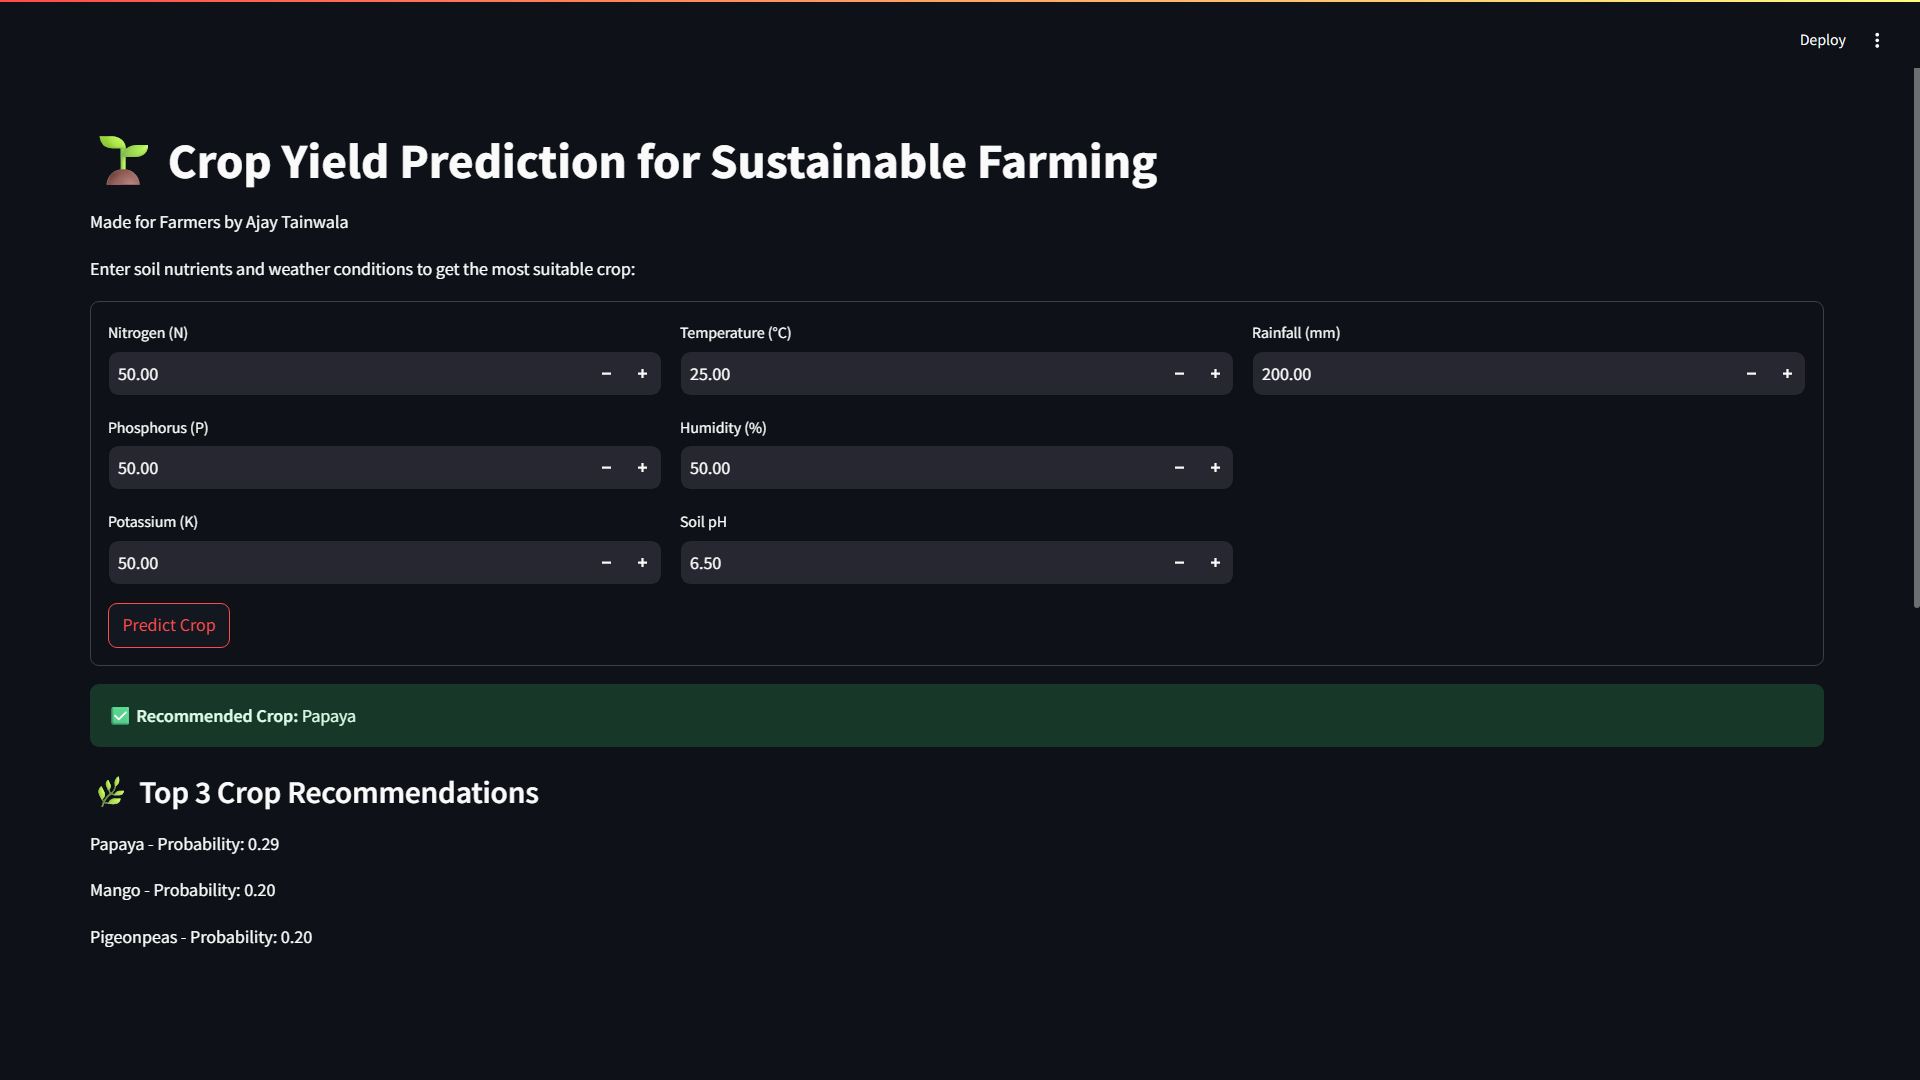 Deploy
Crop Yield Prediction for Sustainable Farming
Made for Farmers by Ajay Tainwala
Enter soil nutrients and weather conditions to get the most suitable crop:
Nitrogen (N)
50.00
Temperature (°C)
25.00
Rainfall (mm)
200.00
Phosphorus (P)
50.00
Humidity (%)
50.00
Potassium (K)
50.00
Soil pH
6.50
Predict Crop
✅ Recommended Crop: Papaya
Top 3 Crop Recommendations
Papaya - Probability: 0.29
Mango - Probability: 0.20
Pigeonpeas - Probability: 0.20